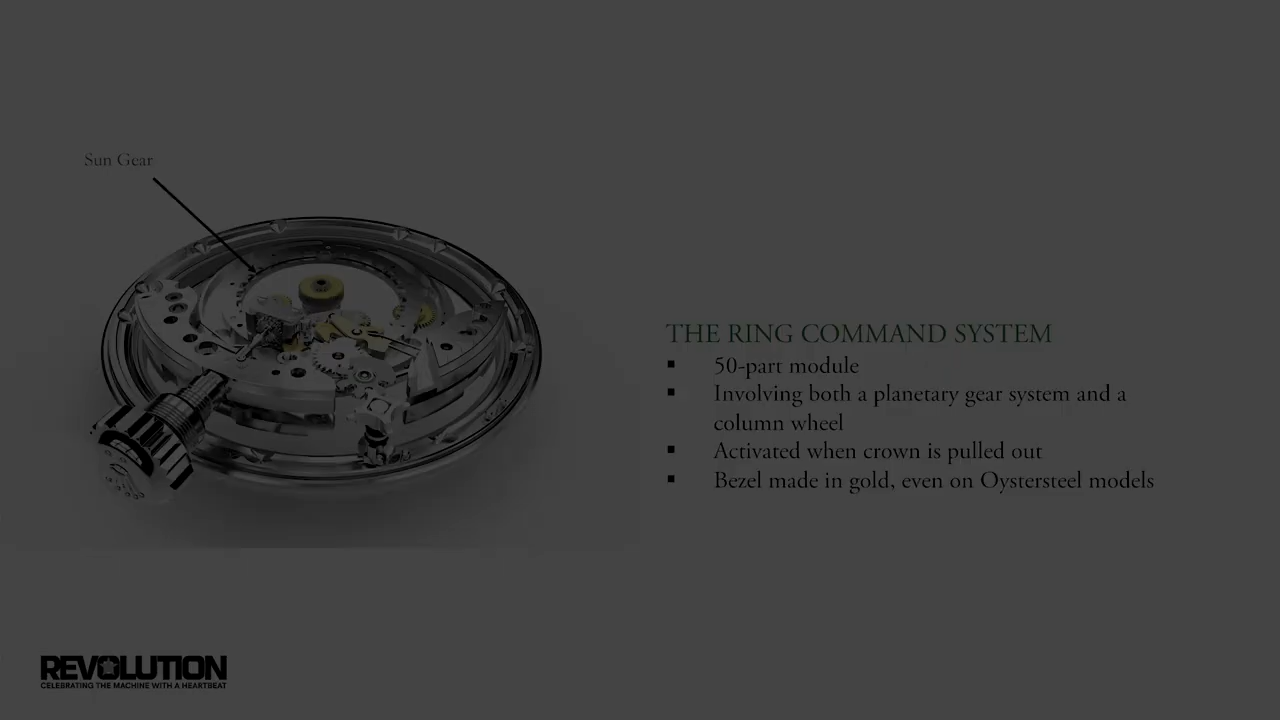 Sun Gear
THE RING COMMAND SYSTEM
▪ 50-part module
▪ Involving both a planetary gear system and a
column wheel
▪ Activated when crown is pulled out
▪ Bezel made in gold, even on Oystersteel models
REVOLUTION
CELEBRATING THE MACHINE WITH A HEARTBEAT